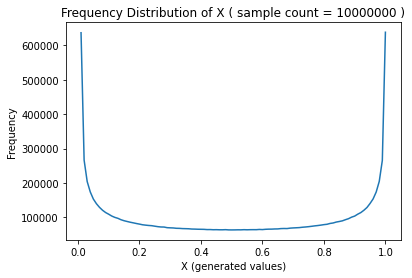 Frequency Distribution of X ( sample count = 10000000 )
600000
500000
400000
300000
200000
100000
Frequency
0.0 0.2 0.4 0.6 0.8 1.0
X (generated values)